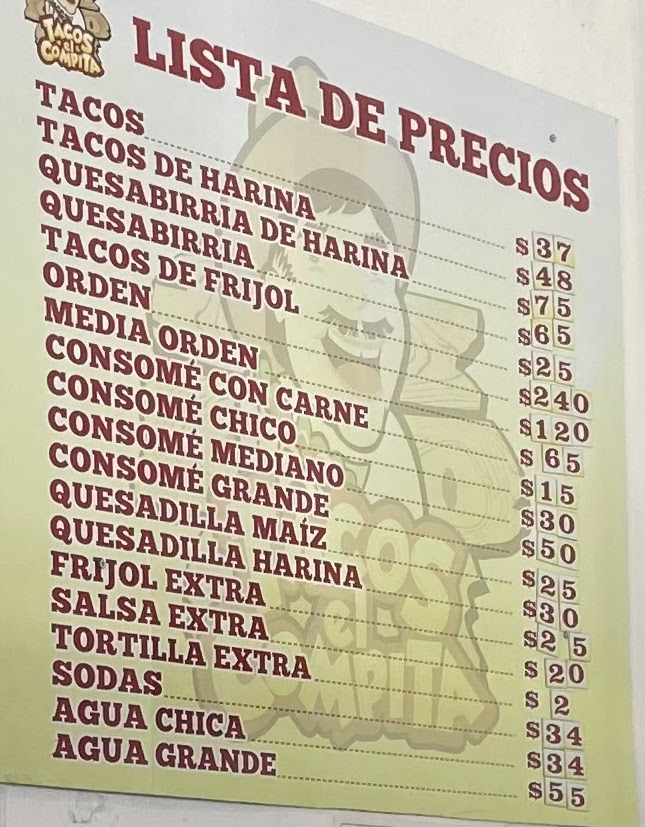 TACOS
el
COMPITA
LISTA DE PRECIOS
TACOS $37
TACOS DE HARINA $48
QUESABIRRIA DE HARINA $75
QUESABIRRIA $65
TACOS DE FRIJOL $25
ORDEN $240
MEDIA ORDEN $120
CONSOMÉ CON CARNE $65
CONSOMÉ CHICO $15
CONSOMÉ MEDIANO $30
CONSOMÉ GRANDE $50
QUESADILLA MAÍZ $25
QUESADILLA HARINA $30
FRIJOL EXTRA $25
SALSA EXTRA $20
TORTILLA EXTRA $2
SODAS $34
AGUA CHICA $34
AGUA GRANDE $55